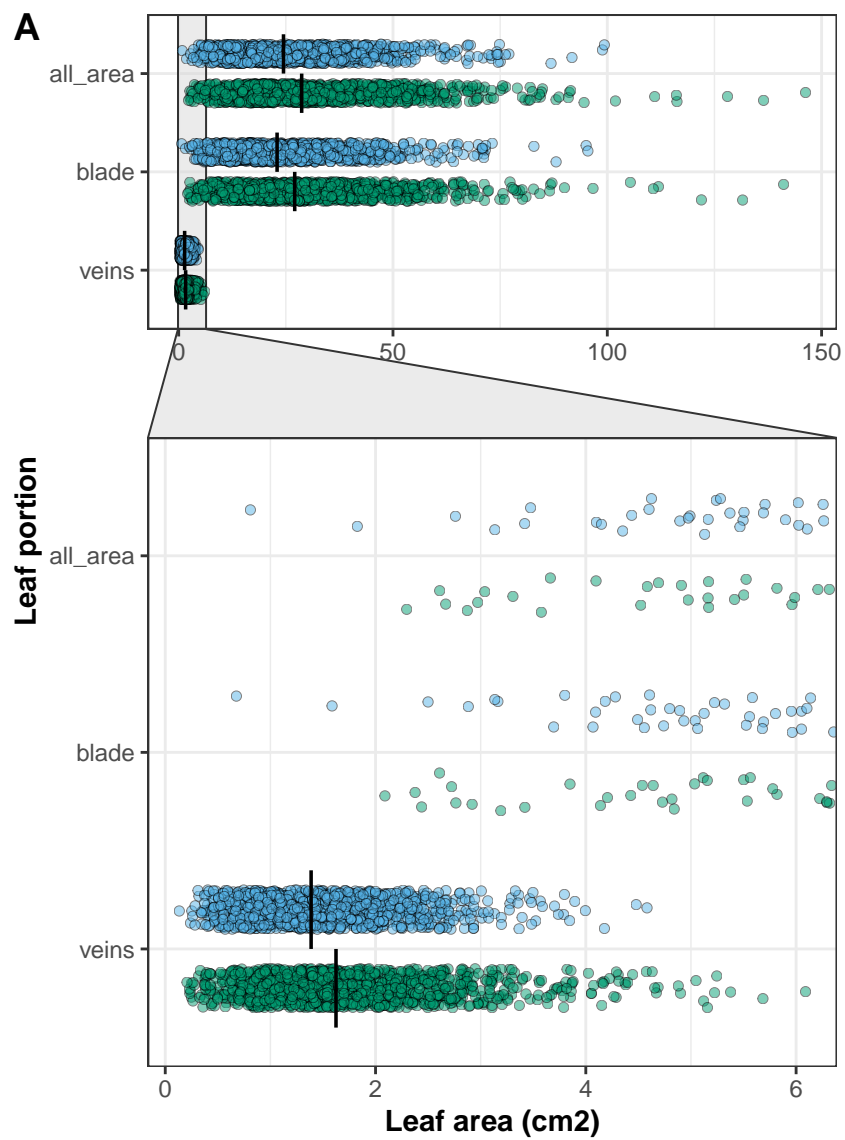 A
all_area
blade
veins
0 50 100 150
Leaf portion
all_area
blade
veins
0 2 4 6
Leaf area (cm2)